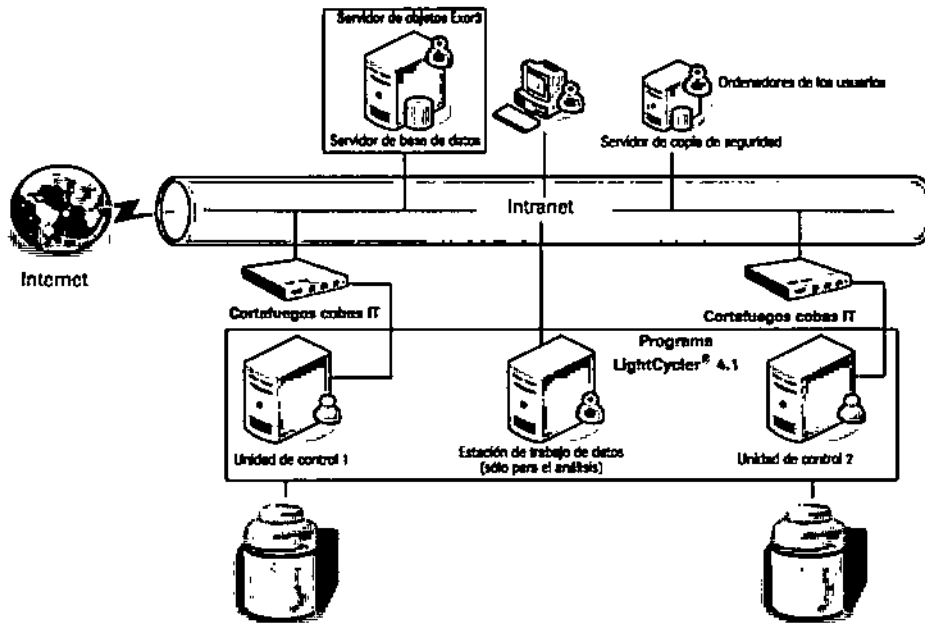 Servidor de objetos Exor3
Servidor de base de datos
Ordenadores de los usuarios
Servidor de copia de seguridad
Intranet
Internet
Cortafuegos cobas IT
Cortafuegos cobas IT
Programa
LightCycler® 4.1
Unidad de control 1
Estación de trabajo de datos
(sólo para el análisis)
Unidad de control 2